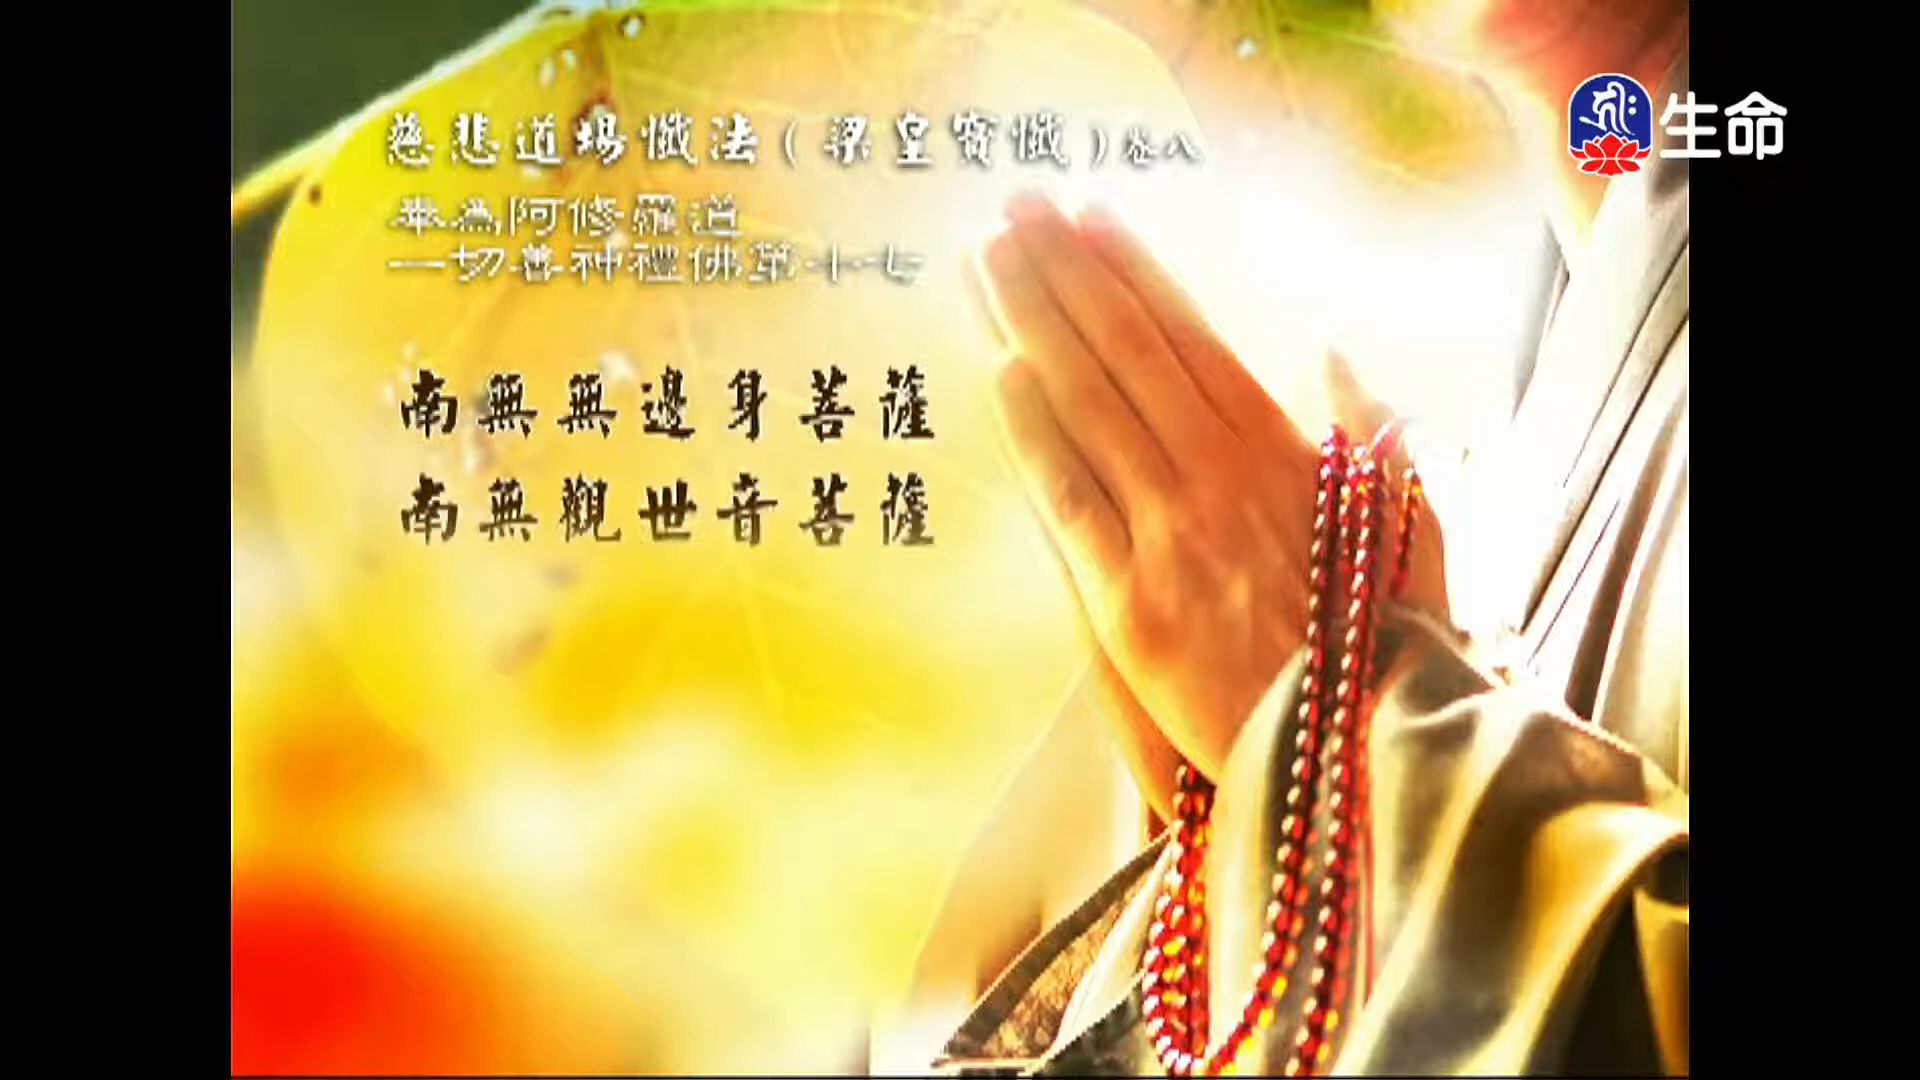 慈悲道場懺法(梁皇寶懺)卷八
奉為阿修羅道
一切善神禮佛第十七
南無無邊身菩薩
南無觀世音菩薩
生命